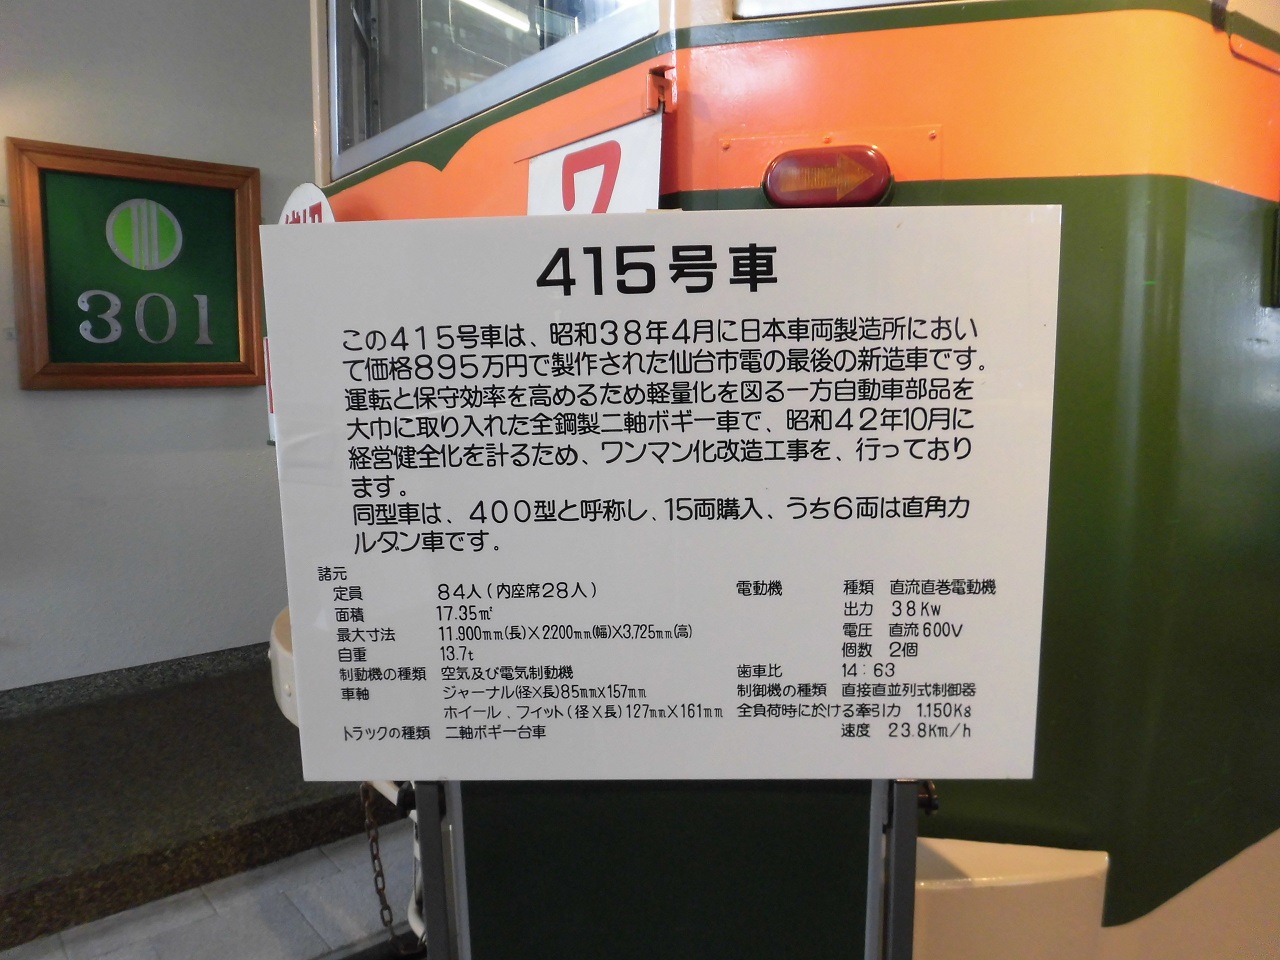 301
7
415号車
この415号車は、昭和38年4月に日本車両製造所におい
て価格895万円で製作された仙台市電の最後の新造車です。
運転と保守効率を高めるため軽量化を図る一方自動車部品を
大巾に取り入れた全鋼製二軸ボギー車で、昭和42年10月に
経営健全化を計るため、ワンマン化改造工事を、行っており
ます。
同型車は、400型と呼称し、15両購入、うち6両は直角カ
ルダン車です。
諸元
定員 84人(内座席28人)
面積 17.35㎡
最大寸法 11.900mm(長)×2200mm(幅)×3,725mm(高)
自重 13.7t
制動機の種類 空気及び電気制動機
車軸 ジャーナル(径×長)85mm×157mm
ホイール、フィット(径×長)127mm×161mm
トラックの種類 二軸ボギー台車
電動機 種類 直流直巻電動機
出力 38Kw
電圧 直流600V
個数 2個
歯車比 14:63
制御機の種類 直接直並列式制御器
全負荷時に於ける牽引力 1.150Kg
速度 23.8Km/h